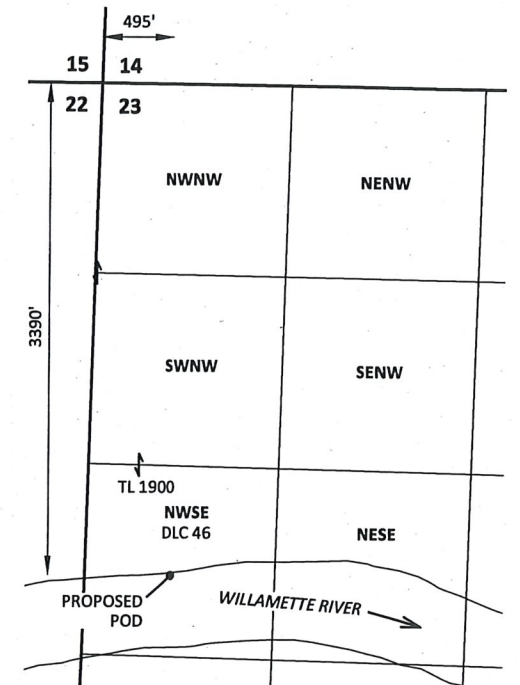 495'
15 14
22 23
NWNW
NENW
3390'
SWNW
SENW
TL 1900
NWSE
DLC 46
NESE
PROPOSED
POD
WILLAMETTE RIVER